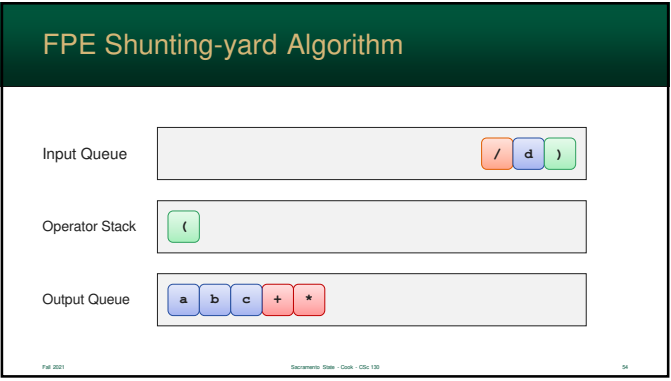 FPE Shunting-yard Algorithm
Input Queue / d )
Operator Stack (
Output Queue a b c + *
Fall 2021 Sacramento State - Cook - CSc 130 54